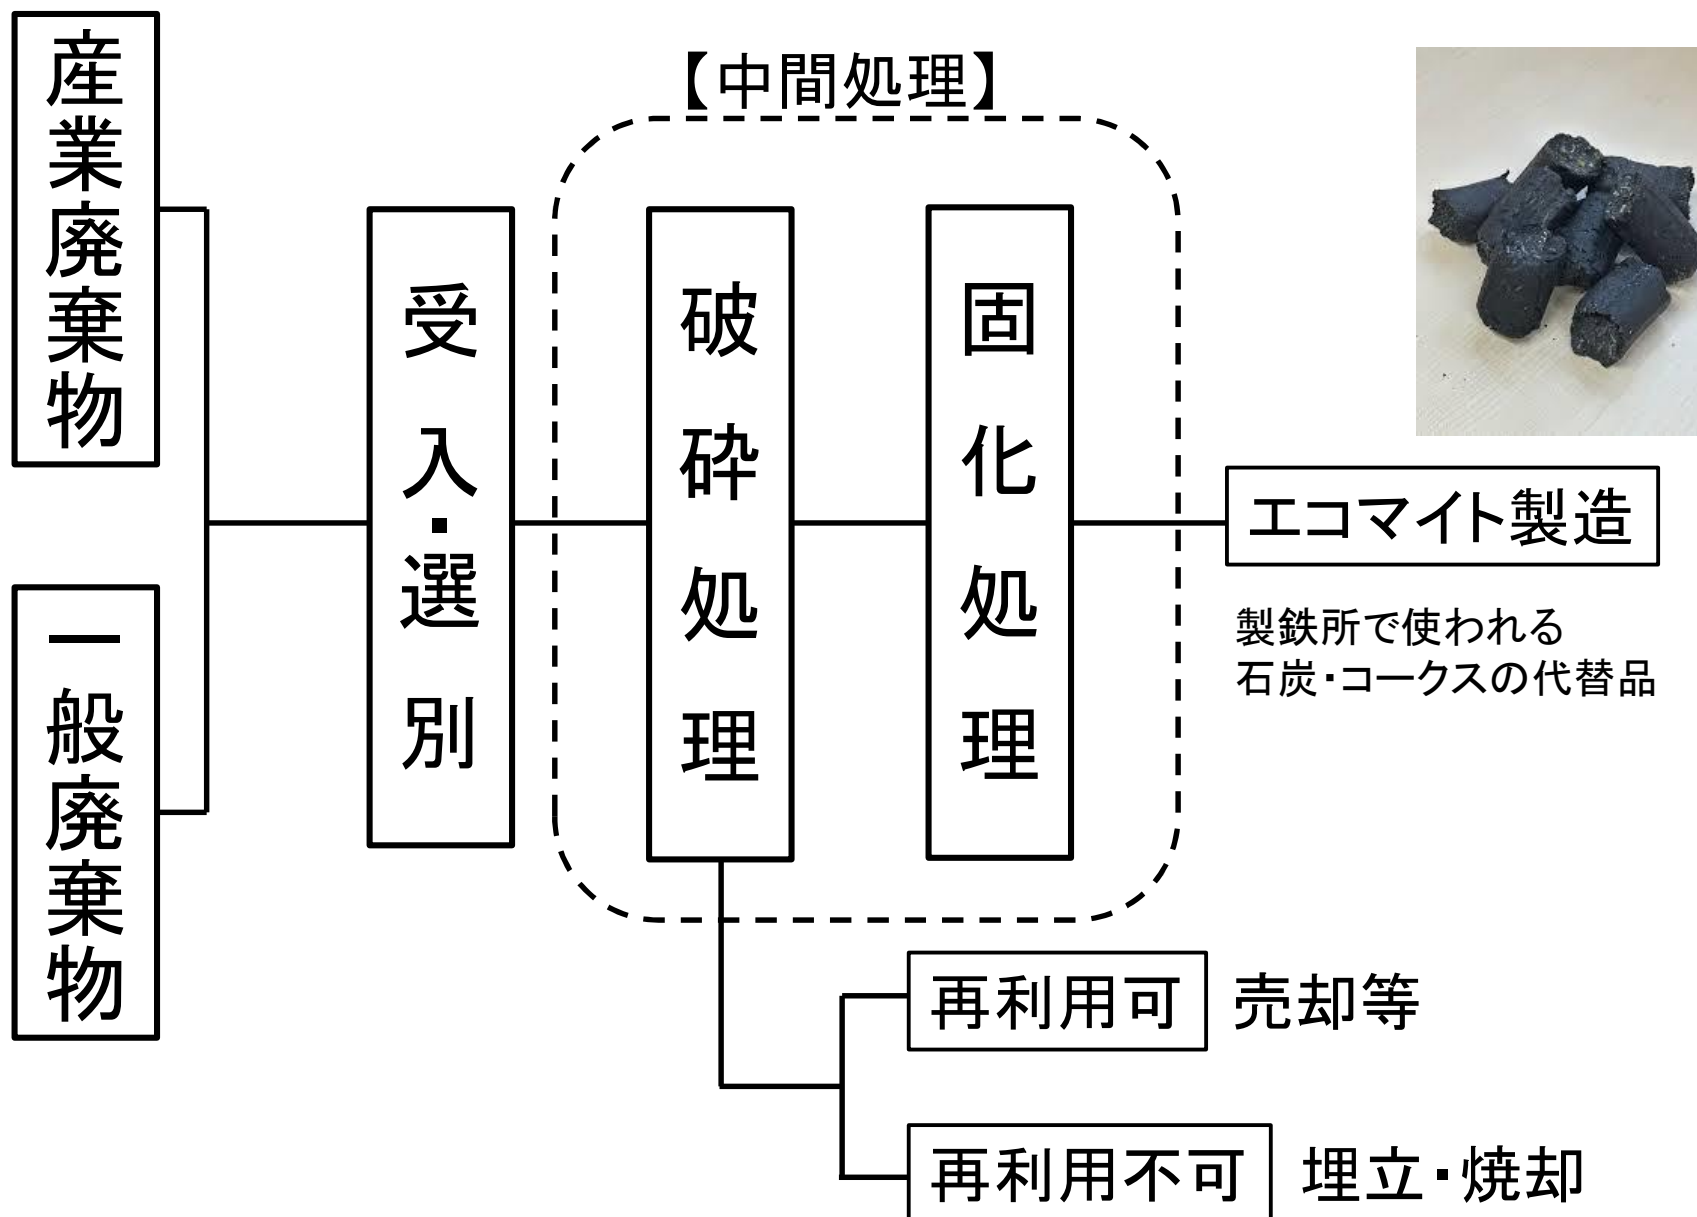 産業廃棄物
一般廃棄物
受入・選別
【中間処理】
破砕処理
固化処理
エコマイト製造
製鉄所で使われる
石炭・コークスの代替品
再利用可
売却等
再利用不可
埋立・焼却